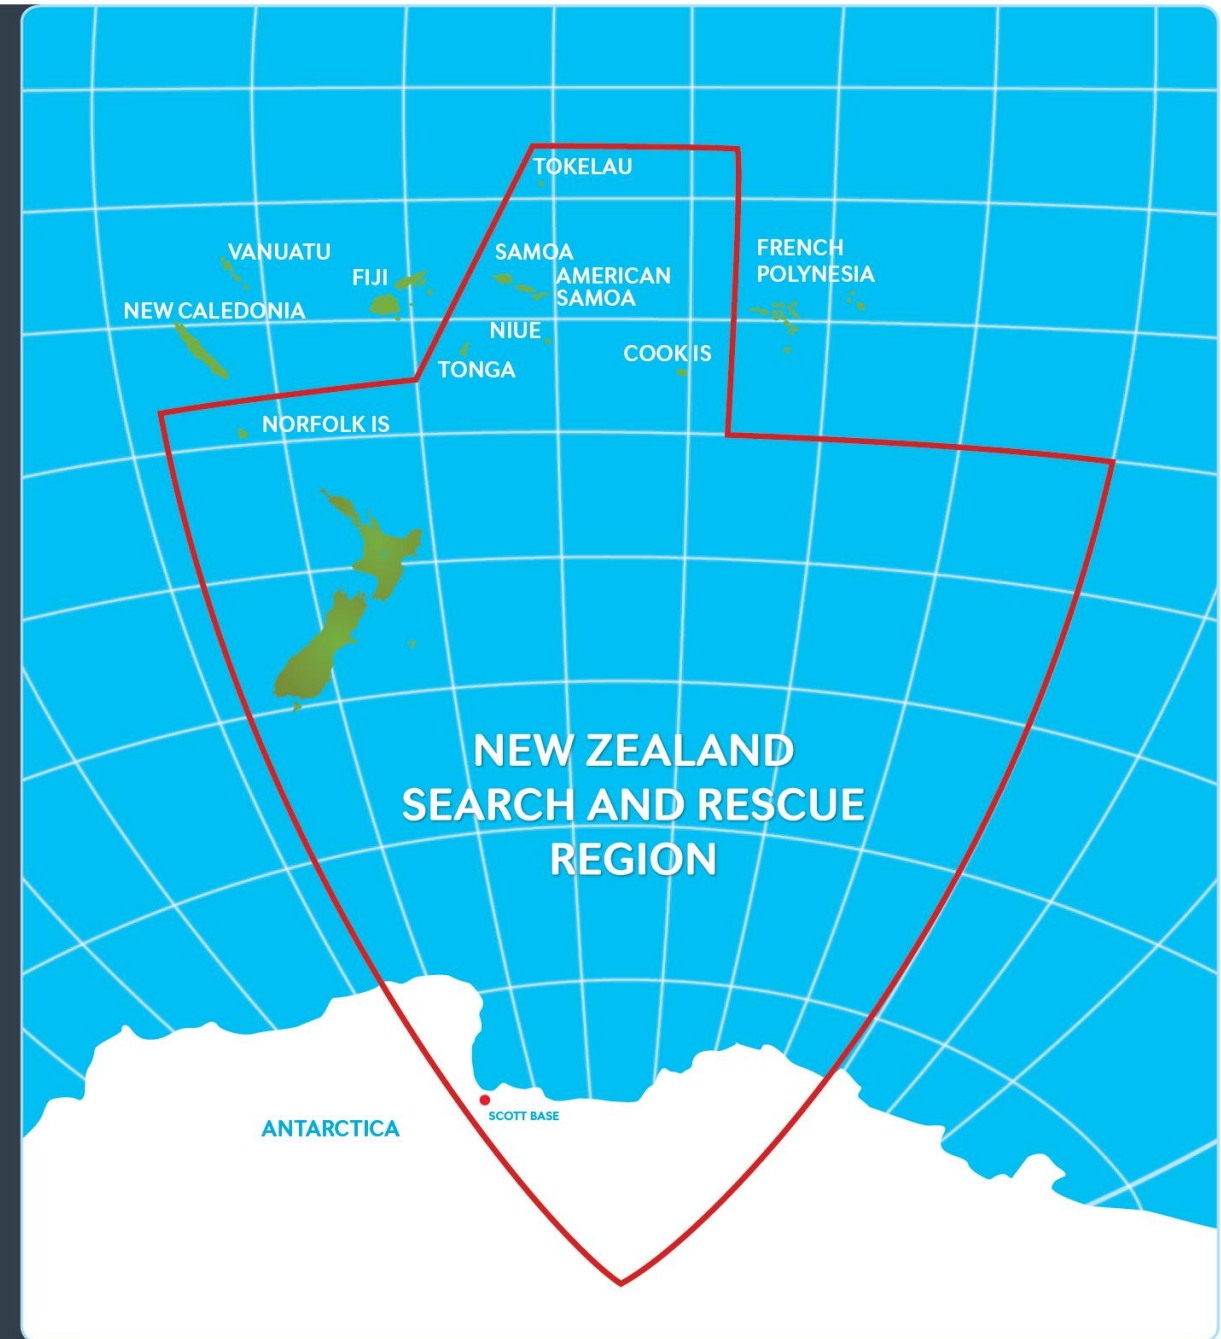 TOKELAU
VANUATU
SAMOA
FRENCH
POLYNESIA
FIJI
AMERICAN
SAMOA
NEW CALEDONIA
NIUE
COOK IS
TONGA
NORFOLK IS
NEW ZEALAND
SEARCH AND RESCUE
REGION
SCOTT BASE
ANTARCTICA